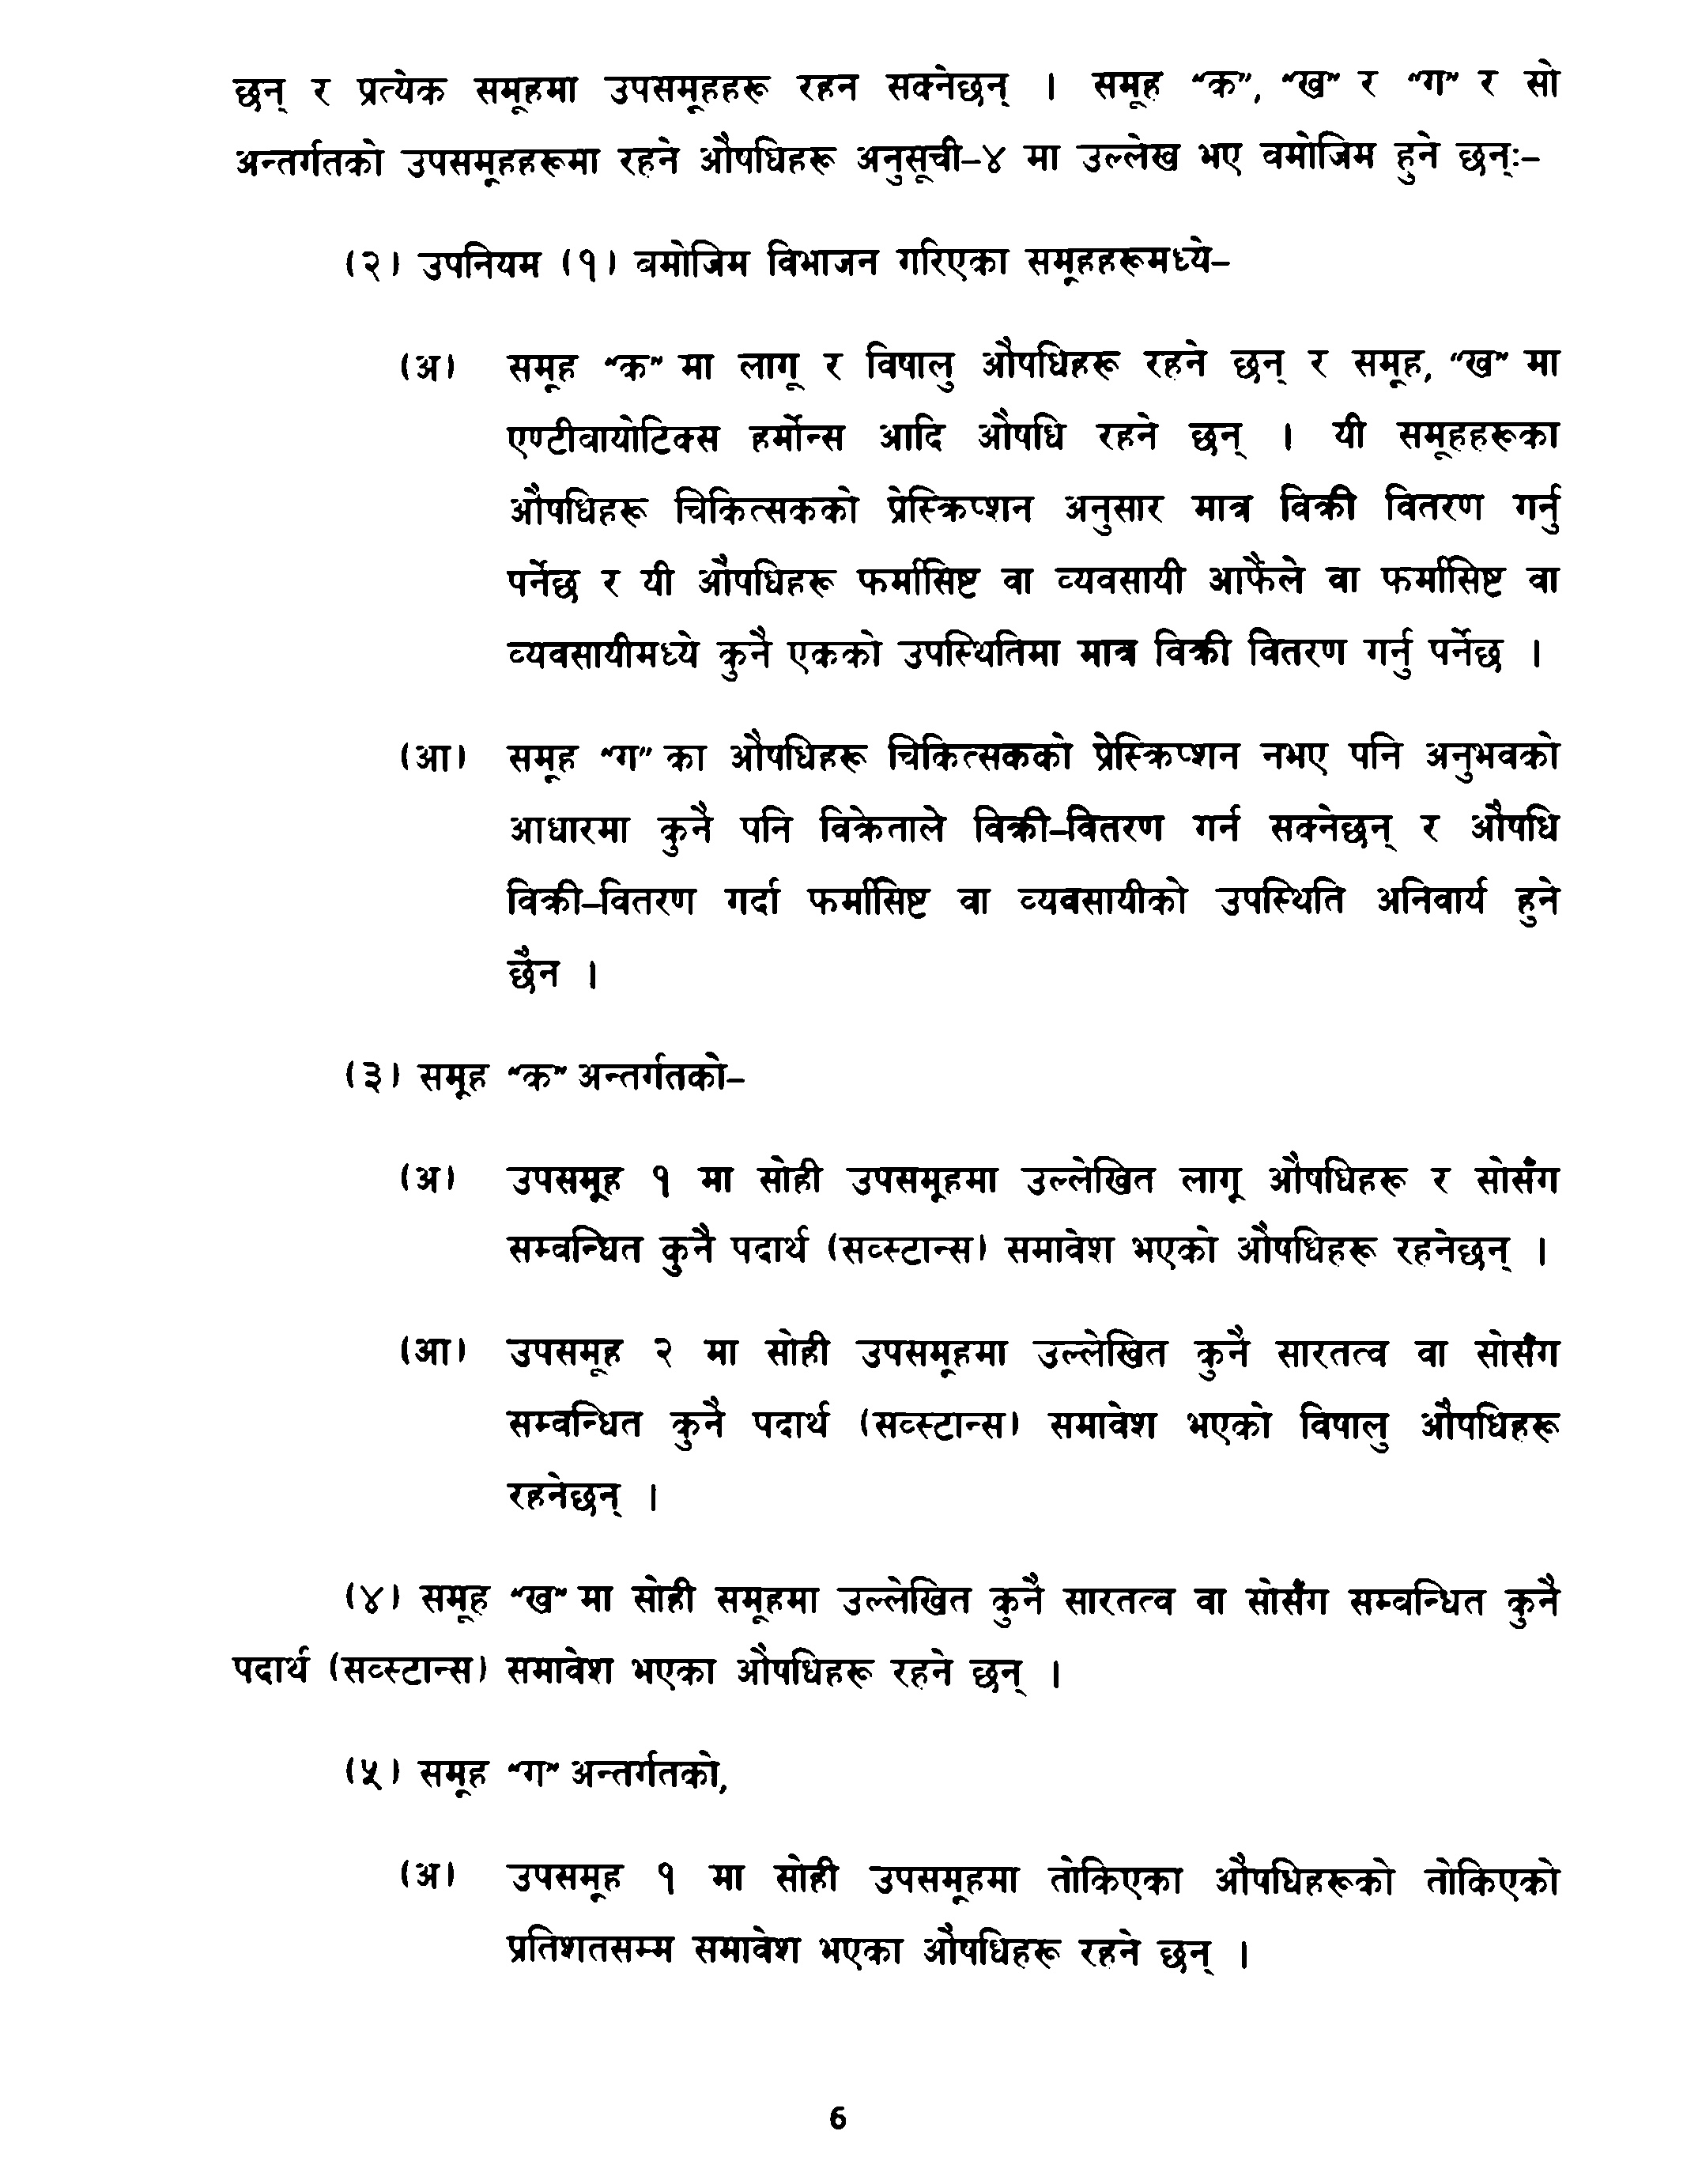 छन् र प्रत्येक समूहमा उपसमूहहरू रहन सक्नेछन् । समूह "क", "ख" र "ग" र सो
अन्तर्गतको उपसमूहहरूमा रहने औषधिहरू अनुसूची–४ मा उल्लेख भए बमोजिम हुने छन्:–
(२) उपनियम (१) बमोजिम विभाजन गरिएका समूहहरूमध्ये–
(अ) समूह "क" मा लागू र विषालु औषधिहरू रहने छन् र समूह, "ख" मा
एण्टीवायोटिक्स हर्मोन्स आदि औषधि रहने छन् । यी समूहहरूका
औषधिहरू चिकित्सकको प्रेस्क्रिप्शन अनुसार मात्र विक्री वितरण गर्नु
पर्नेछ र यी औषधिहरू फर्मासिष्ट वा व्यवसायी आफैंले वा फर्मासिष्ट वा
व्यवसायीमध्ये कुनै एकको उपस्थितिमा मात्र विक्री वितरण गर्नु पर्नेछ ।
(आ) समूह "ग" का औषधिहरू चिकित्सकको प्रेस्क्रिप्शन नभए पनि अनुभवको
आधारमा कुनै पनि विक्रेताले विक्री–वितरण गर्न सक्नेछन् र औषधि
विक्री–वितरण गर्दा फर्मासिष्ट वा व्यवसायीको उपस्थिति अनिवार्य हुने
छैन ।
(३) समूह "क" अन्तर्गतको–
(अ) उपसमूह १ मा सोही उपसमूहमा उल्लेखित लागू औषधिहरू र सोसँग
सम्वन्धित कुनै पदार्थ (सव्स्टान्स) समावेश भएको औषधिहरू रहनेछन् ।
(आ) उपसमूह २ मा सोही उपसमूहमा उल्लेखित कुनै सारतत्व वा सोसँग
सम्वन्धित कुनै पदार्थ (सव्स्टान्स) समावेश भएको विषालु औषधिहरू
रहनेछन् ।
(४) समूह "ख" मा सोही समूहमा उल्लेखित कुनै सारतत्व वा सोसँग सम्वन्धित कुनै
पदार्थ (सव्स्टान्स) समावेश भएका औषधिहरू रहने छन् ।
(५) समूह "ग" अन्तर्गतको,
(अ) उपसमूह १ मा सोही उपसमूहमा तोकिएका औषधिहरूको तोकिएको
प्रतिशतसम्म समावेश भएका औषधिहरू रहने छन् ।
6